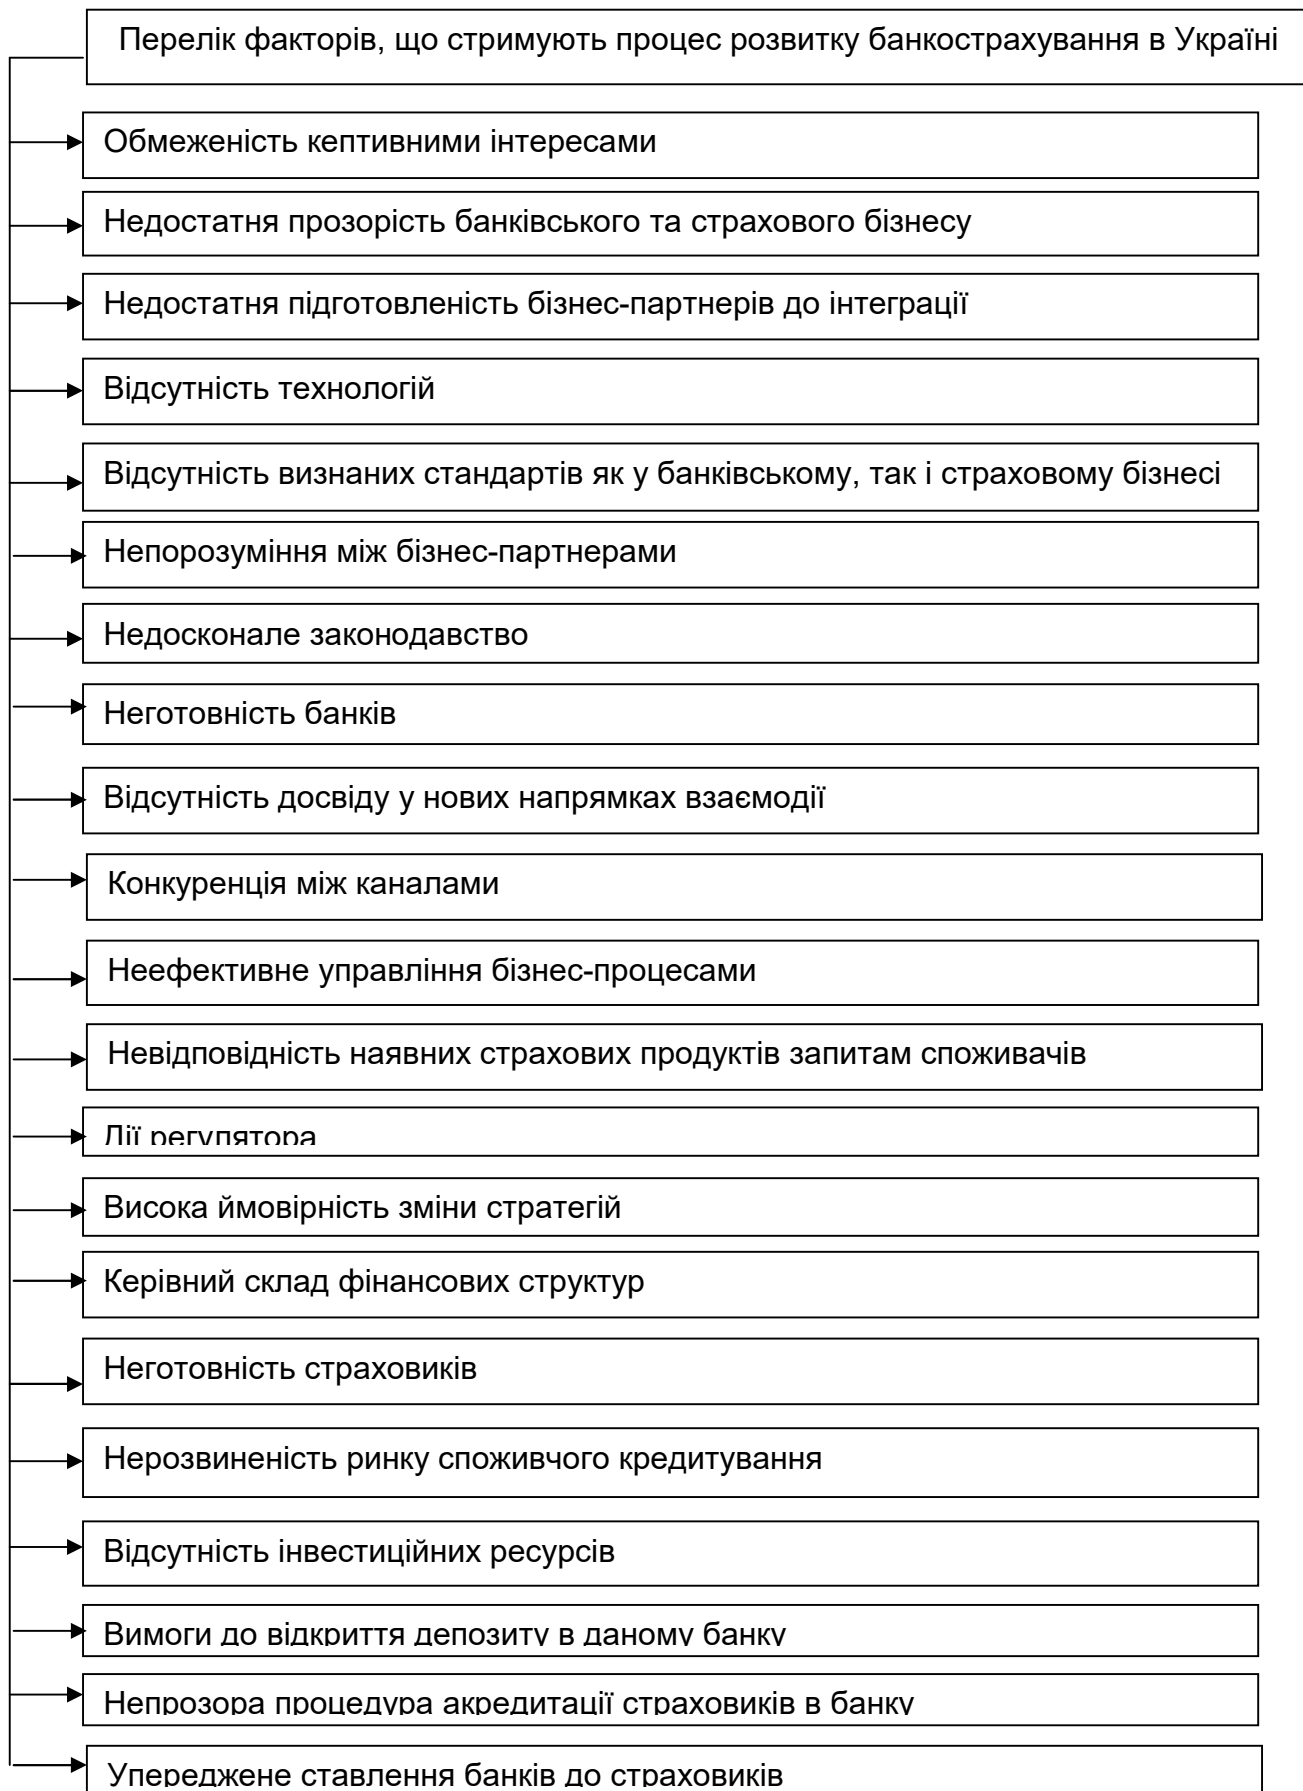 Перелік факторів, що стримують процес розвитку банкострахування в Україні
Обмеженість кептивними інтересами
Недостатня прозорість банківського та страхового бізнесу
Недостатня підготовленість бізнес-партнерів до інтеграції
Відсутність технологій
Відсутність визнаних стандартів як у банківському, так і страховому бізнесі
Непорозуміння між бізнес-партнерами
Недосконале законодавство
Неготовність банків
Відсутність досвіду у нових напрямках взаємодії
Конкуренція між каналами
Неефективне управління бізнес-процесами
Невідповідність наявних страхових продуктів запитам споживачів
Дії регулятора
Висока ймовірність зміни стратегій
Керівний склад фінансових структур
Неготовність страховиків
Нерозвиненість ринку споживчого кредитування
Відсутність інвестиційних ресурсів
Вимоги до відкриття депозиту в даному банку
Непрозора процедура акредитації страховиків в банку
Упереджене ставлення банків до страховиків